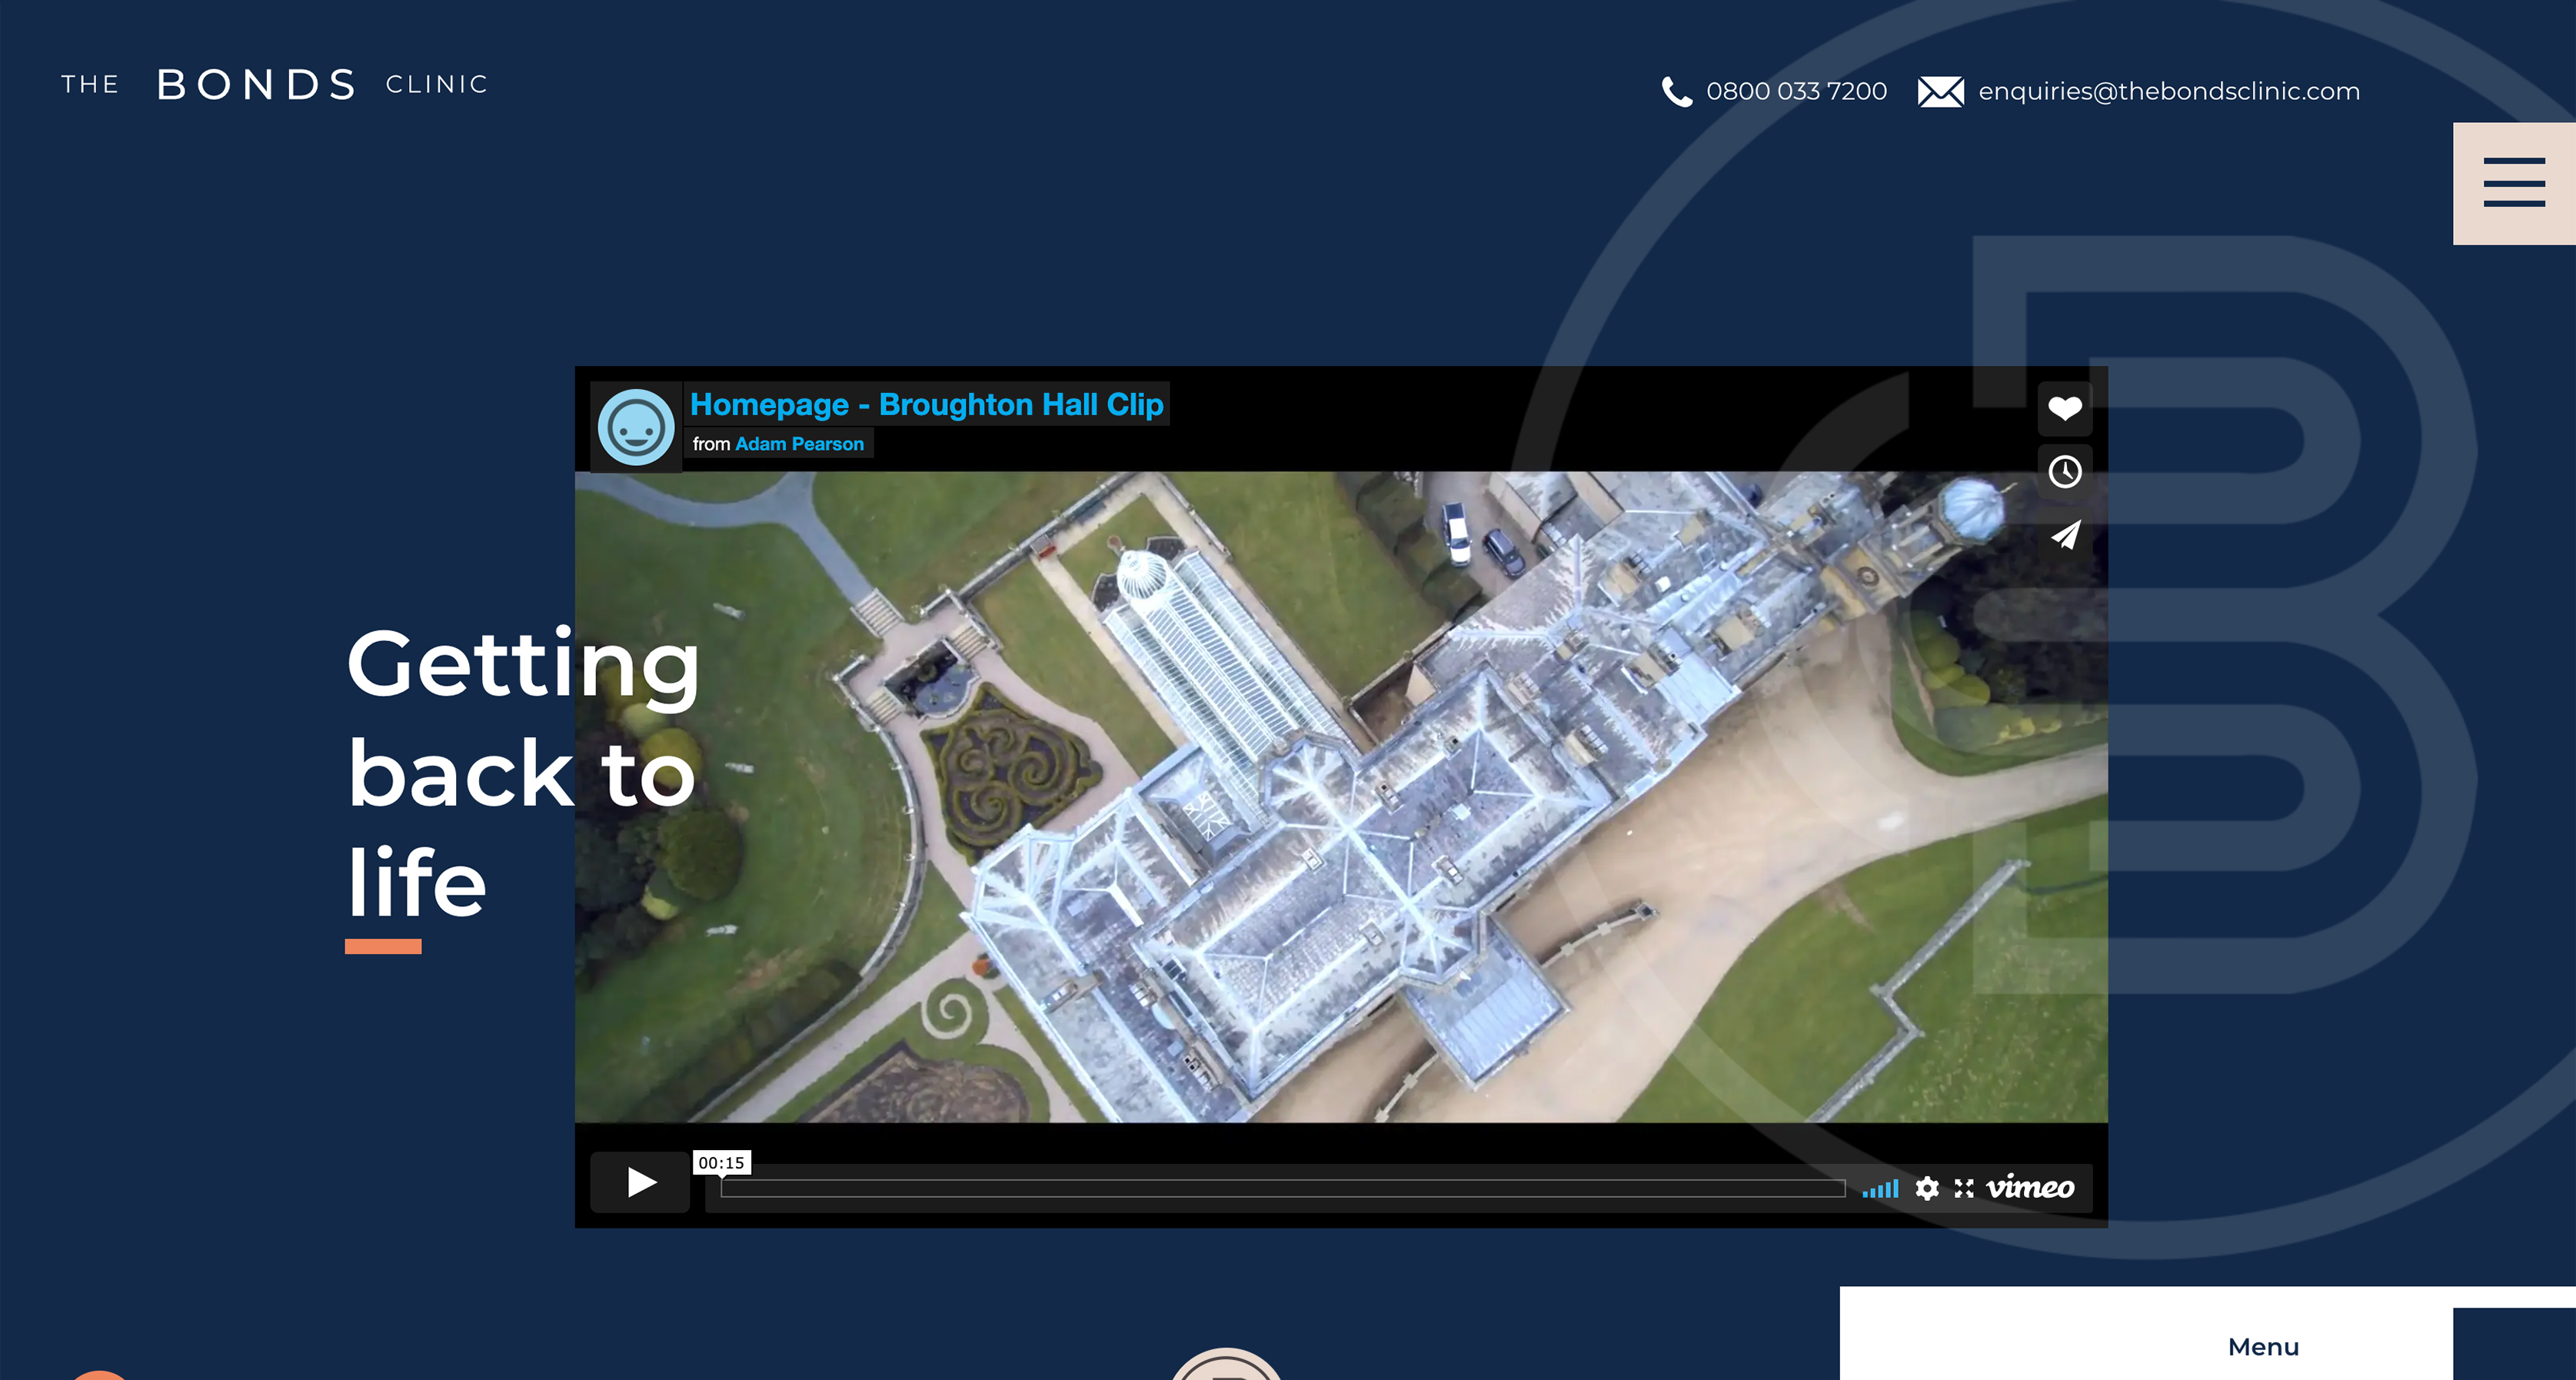 THE BONDS CLINIC
0800 033 7200 enquiries@thebondsclinic.com
Homepage - Broughton Hall Clip
from Adam Pearson
Getting
back to
life
00:15
vimeo
Menu